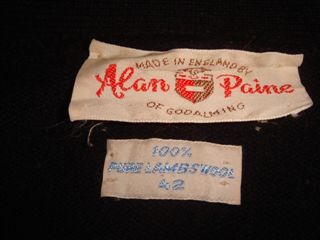 MADE IN ENGLAND BY
Alan Paine
OF GODALMING
100%
PURE LAMBSWOOL
42